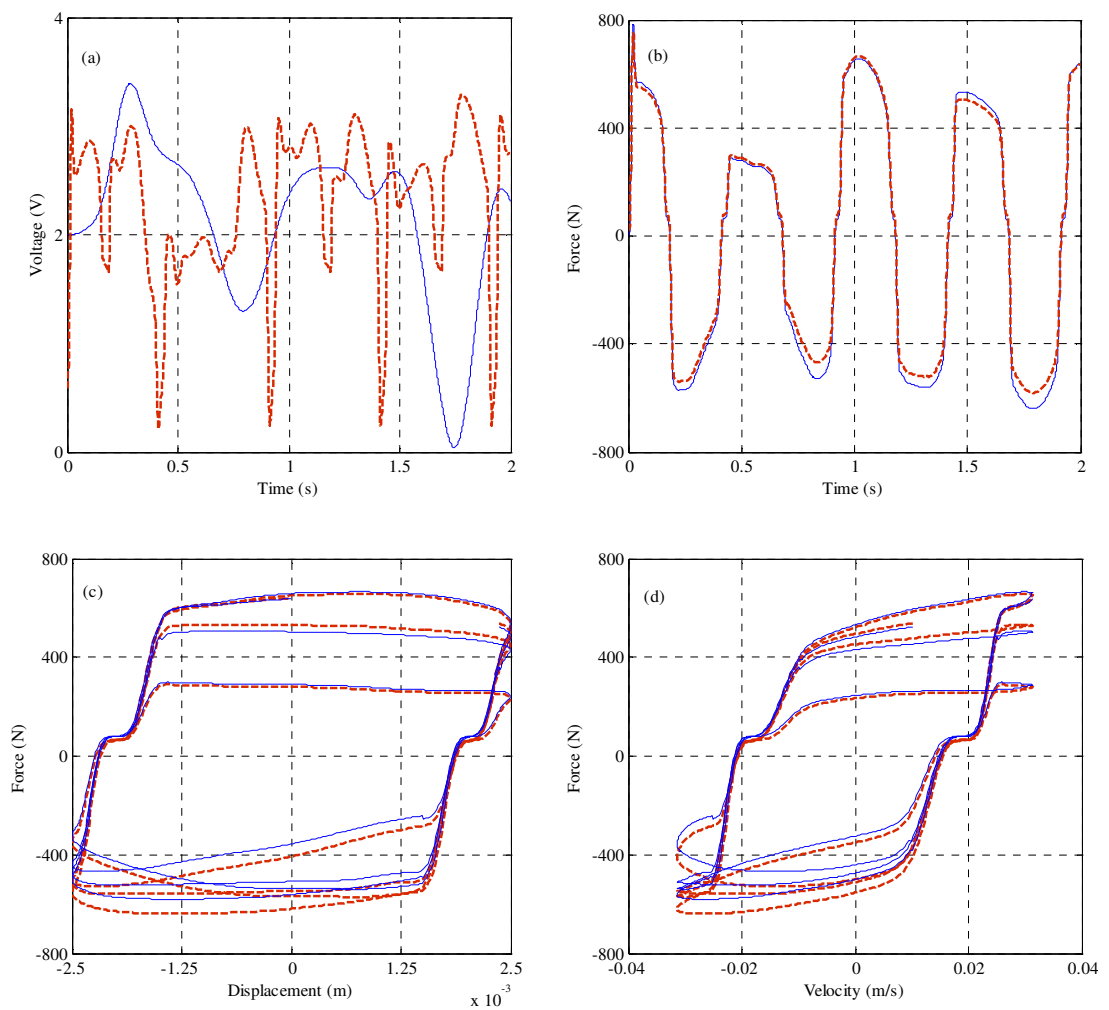 (a)
4
2
0
Voltage (V)
0
0.5
1
1.5
2
Time (s)
(b)
800
400
0
-400
-800
Force (N)
0
0.5
1
1.5
2
Time (s)
(c)
800
400
0
-400
-800
Force (N)
-2.5
-1.25
0
1.25
2.5
Displacement (m)
x 10⁻³
(d)
800
400
0
-400
-800
Force (N)
-0.04
-0.02
0
0.02
0.04
Velocity (m/s)